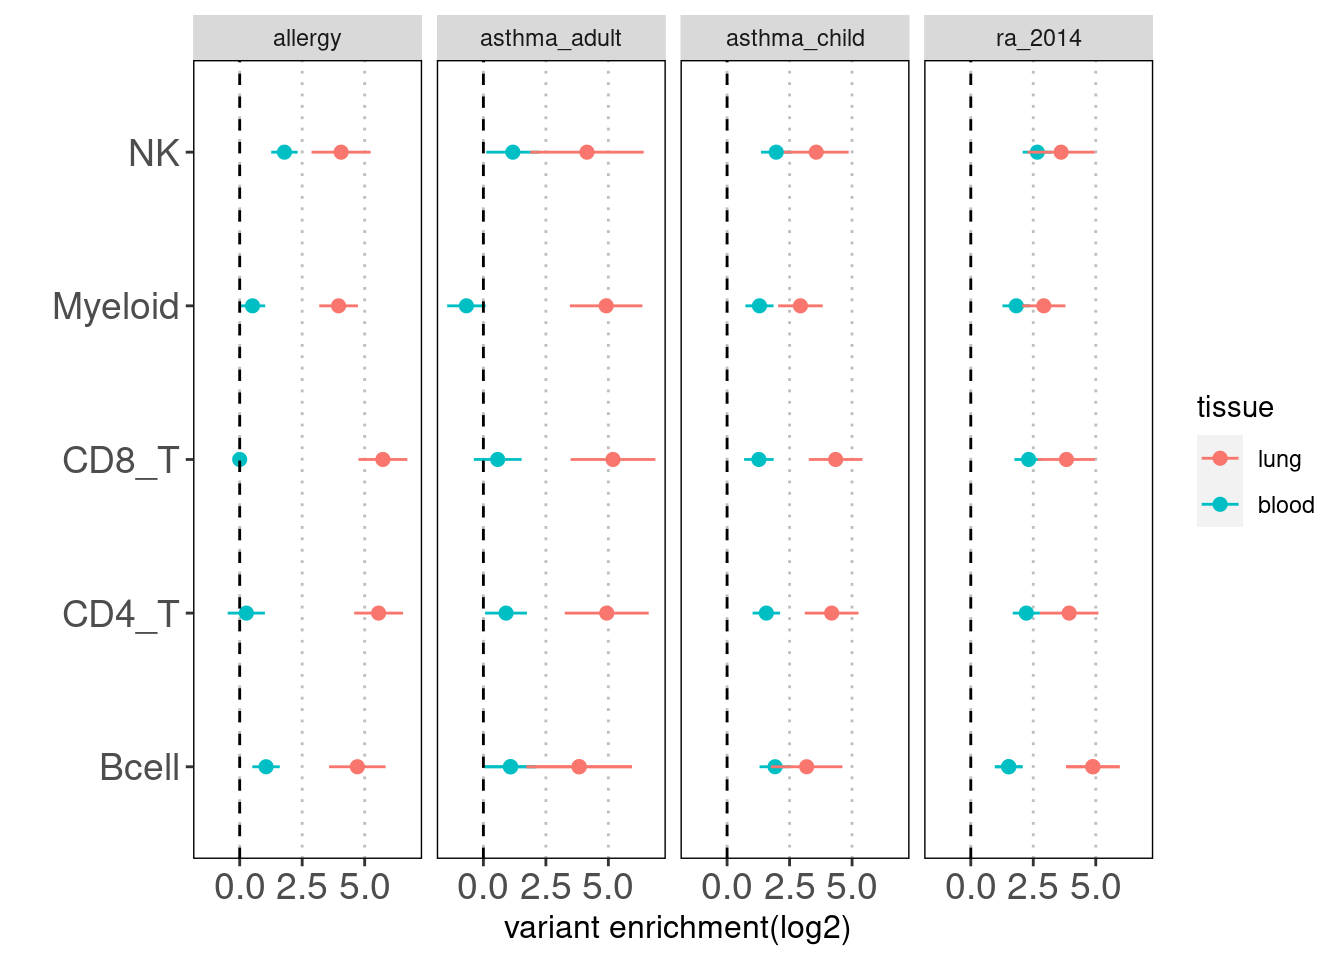 allergy asthma_adult asthma_child ra_2014
NK
Myeloid
CD8_T
CD4_T
Bcell
0.0 2.5 5.0 0.0 2.5 5.0 0.0 2.5 5.0 0.0 2.5 5.0
variant enrichment(log2)
tissue
lung
blood